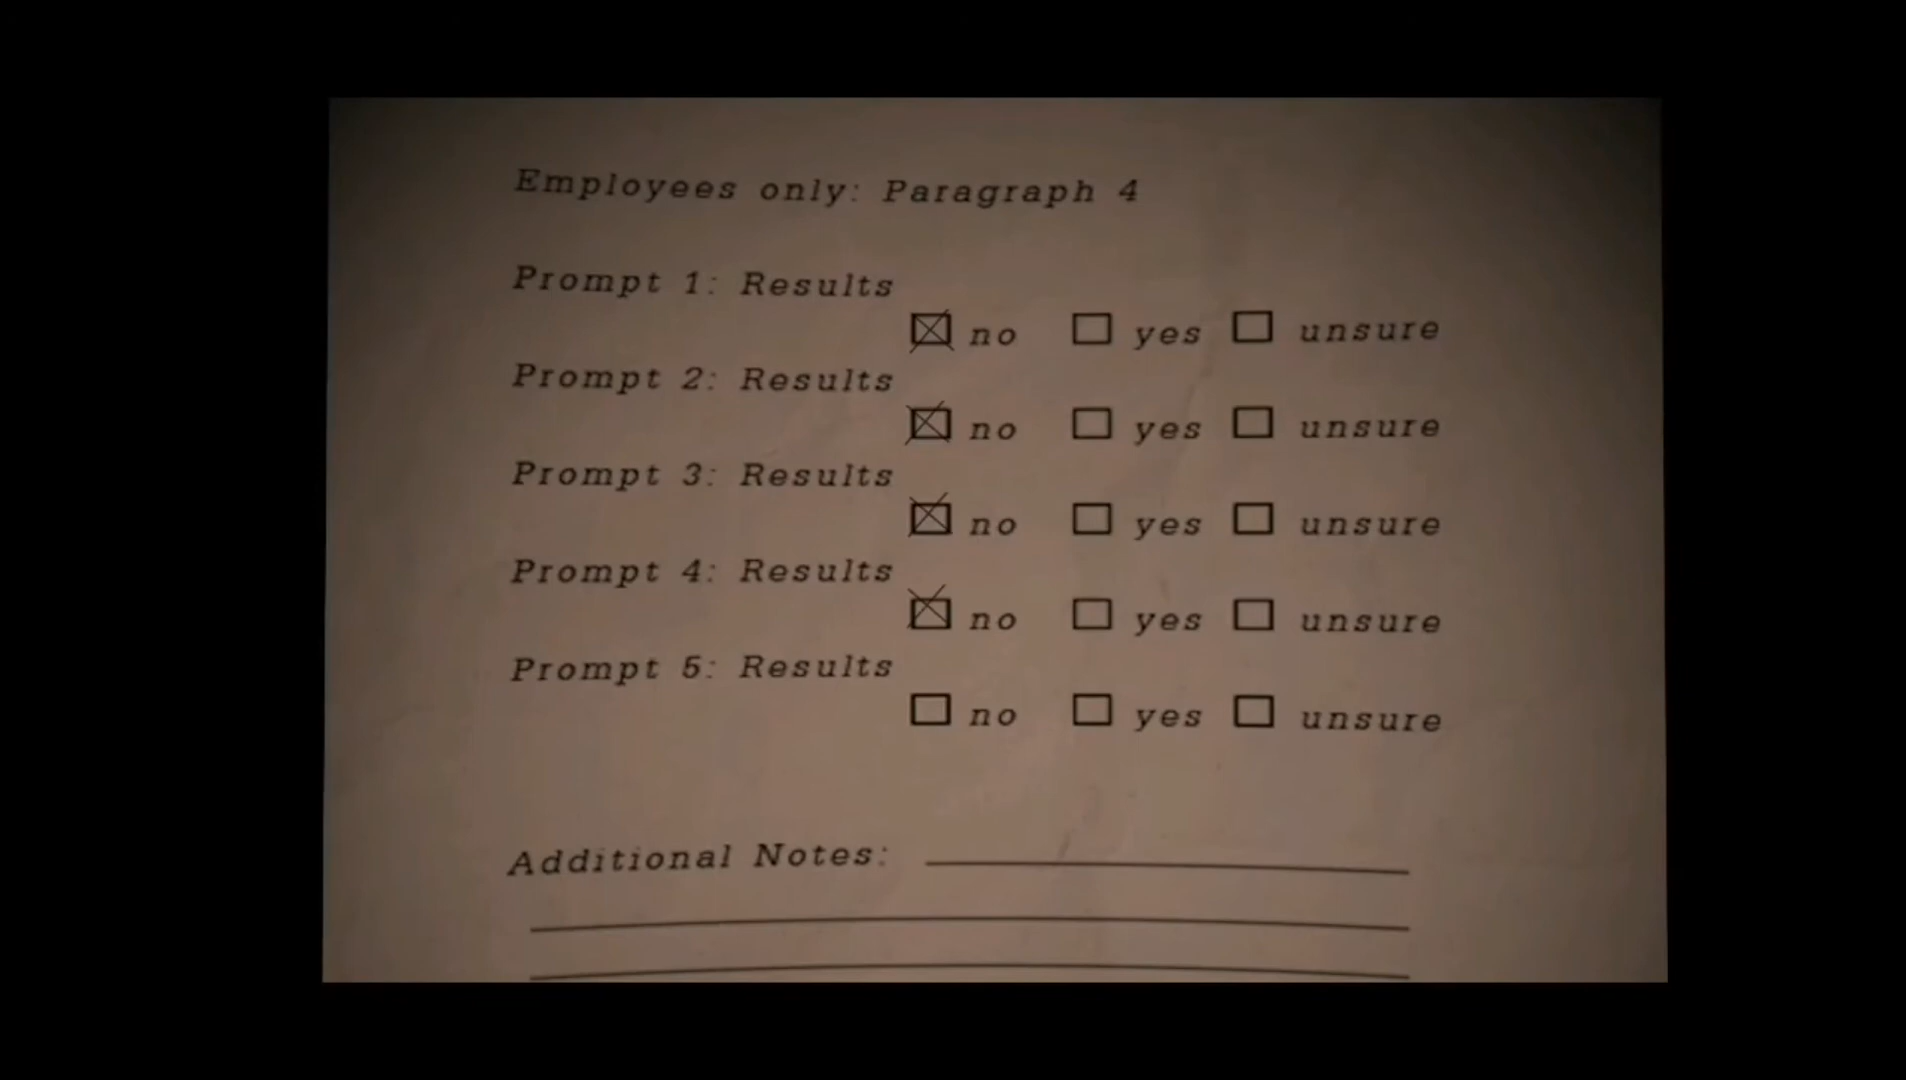 Employees only: Paragraph 4
Prompt 1: Results
☒ no ☐ yes ☐ unsure
Prompt 2: Results
☒ no ☐ yes ☐ unsure
Prompt 3: Results
☒ no ☐ yes ☐ unsure
Prompt 4: Results
☒ no ☐ yes ☐ unsure
Prompt 5: Results
☐ no ☐ yes ☐ unsure
Additional Notes: